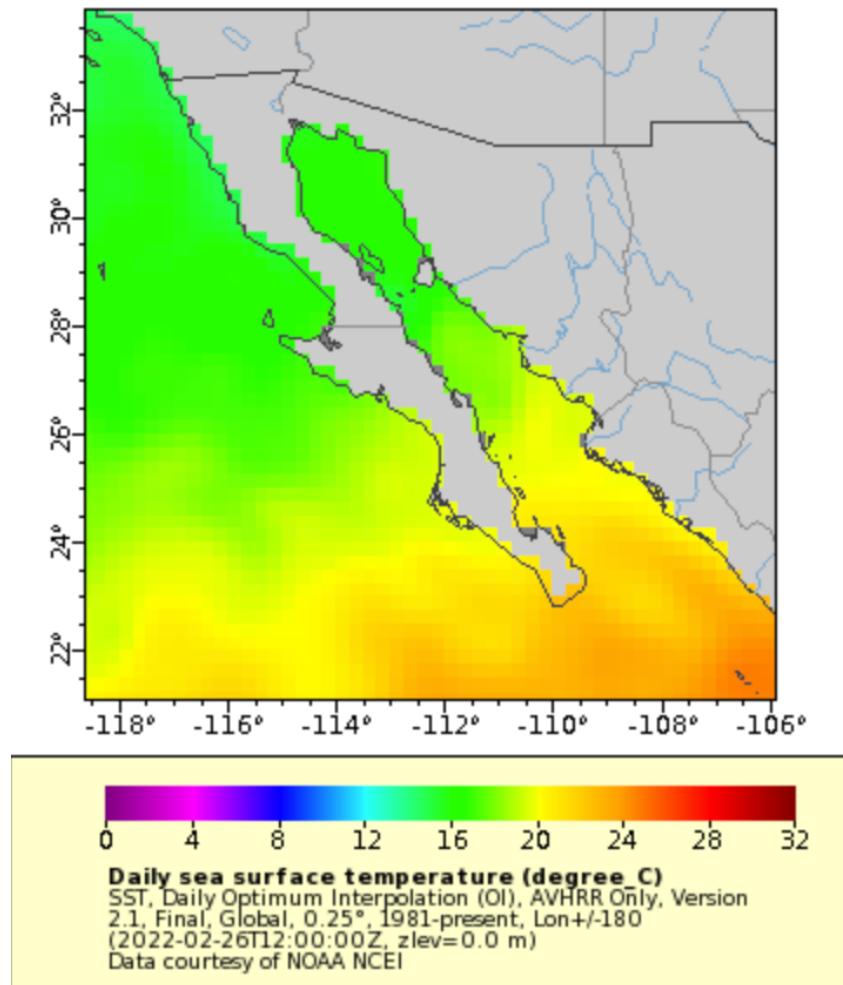 32°
30°
28°
26°
24°
22°
-118° -116° -114° -112° -110° -108° -106°
0 4 8 12 16 20 24 28 32
Daily sea surface temperature (degree_C)
SST, Daily Optimum Interpolation (OI), AVHRR Only, Version
2.1, Final, Global, 0.25°, 1981-present, Lon+/-180
(2022-02-26T12:00:00Z, zlev=0.0 m)
Data courtesy of NOAA NCEI